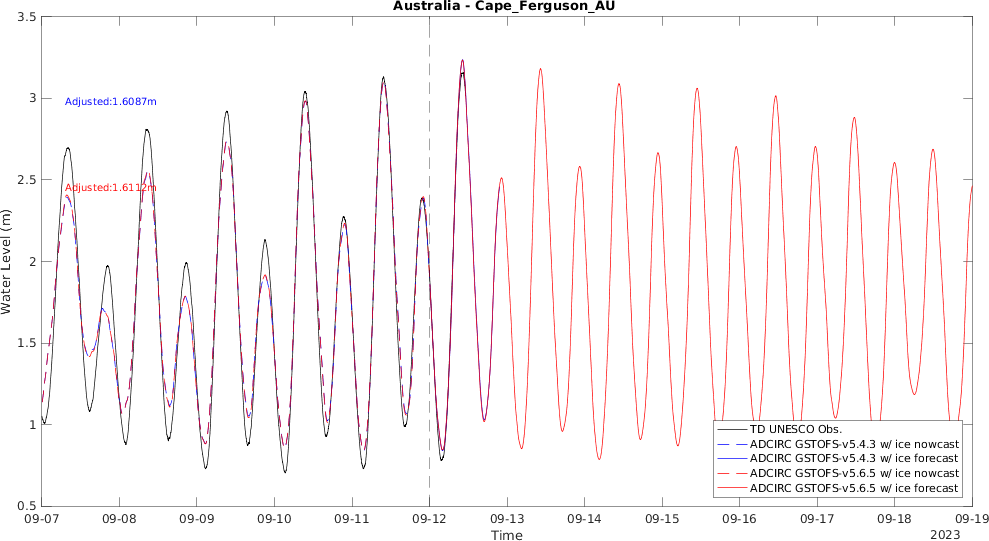 Australia - Cape_Ferguson_AU
3.5
3
2.5
2
1.5
1
0.5
Water Level (m)
Adjusted:1.6087m
Adjusted:1.6112m
TD UNESCO Obs.
ADCIRC GSTOFS-v5.4.3 w/ ice nowcast
ADCIRC GSTOFS-v5.4.3 w/ ice forecast
ADCIRC GSTOFS-v5.6.5 w/ ice nowcast
ADCIRC GSTOFS-v5.6.5 w/ ice forecast
09-07 09-08 09-09 09-10 09-11 09-12 09-13 09-14 09-15 09-16 09-17 09-18 09-19
Time
2023